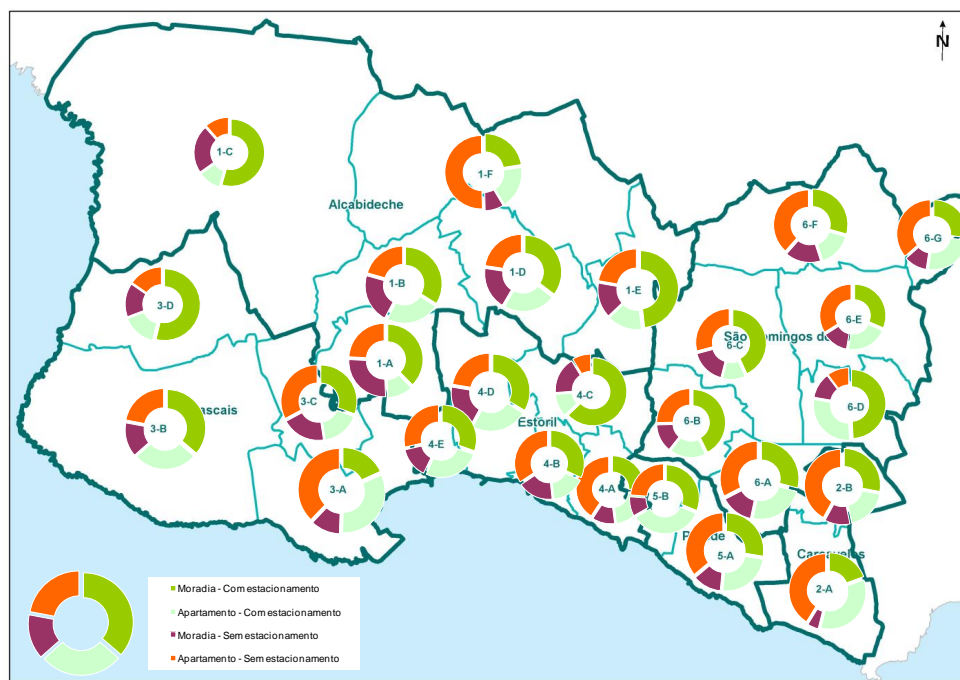 N
1-C
1-F
Alcabideche
6-F
6-G
1-D
1-B
1-E
3-D
6-E
São Domingos de
6-C
1-A
4-D
4-C
3-C
6-D
3-B
ascais
Estoril
6-B
4-E
4-B
6-A
2-B
3-A
4-A
5-B
5-A
Carcavelos
2-A
Moradia - Com estacionamento
Apartamento - Com estacionamento
Moradia - Sem estacionamento
Apartamento - Sem estacionamento